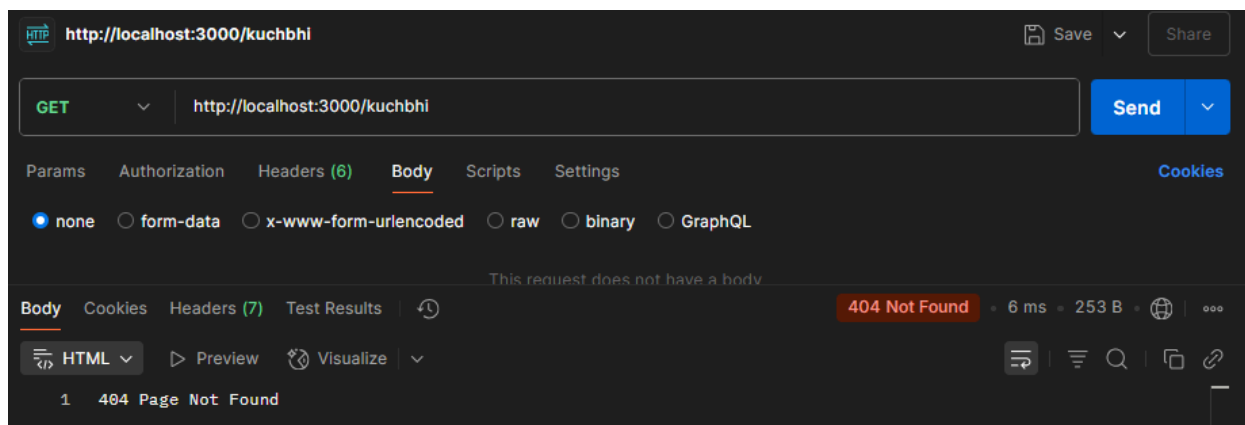 HTTP http://localhost:3000/kuchbhi Save Share
GET http://localhost:3000/kuchbhi Send
Params Authorization Headers (6) Body Scripts Settings Cookies
none form-data x-www-form-urlencoded raw binary GraphQL
This request does not have a body
Body Cookies Headers (7) Test Results 404 Not Found • 6 ms • 253 B •
HTML Preview Visualize
1 404 Page Not Found